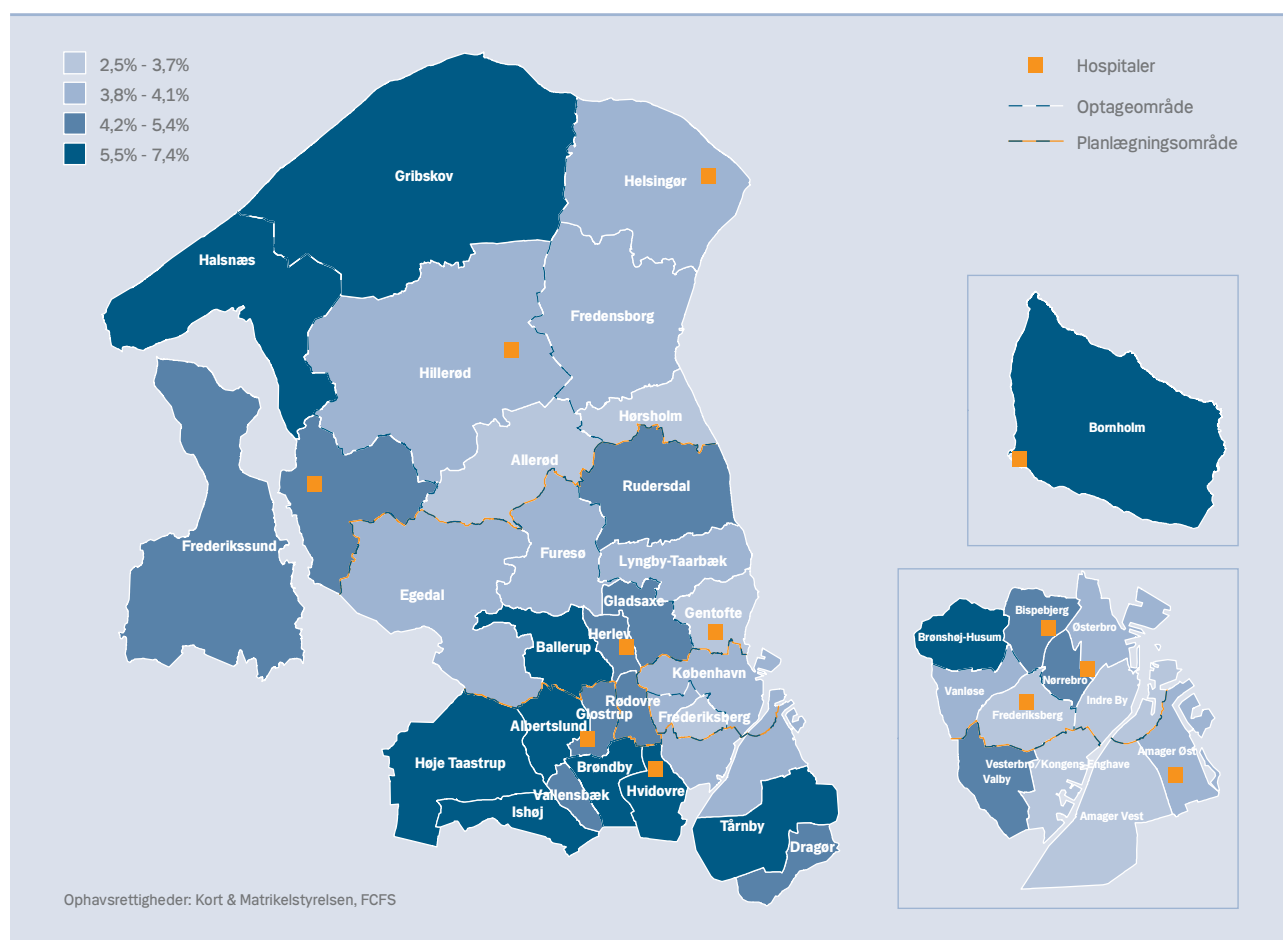 2,5% - 3,7%
3,8% - 4,1%
4,2% - 5,4%
5,5% - 7,4%
Hospitaler
Optageområde
Planlægningsområde
Gribskov
Helsingør
Halsnæs
Fredensborg
Hillerød
Hørsholm
Allerød
Rudersdal
Frederikssund
Furesø
Lyngby-Taarbæk
Egedal
Gladsaxe
Gentofte
Herlev
Ballerup
København
Rødovre
Glostrup
Frederiksberg
Albertslund
Høje Taastrup
Brøndby
Vallensbæk
Hvidovre
Ishøj
Tårnby
Dragør
Bornholm
Bispebjerg
Østerbro
Brønshøj-Husum
Nørrebro
Vanløse
Indre By
Frederiksberg
Amager Øst
Vesterbro/Kongens Enghave
Valby
Amager Vest
Ophavsrettigheder: Kort & Matrikelstyrelsen, FCFS